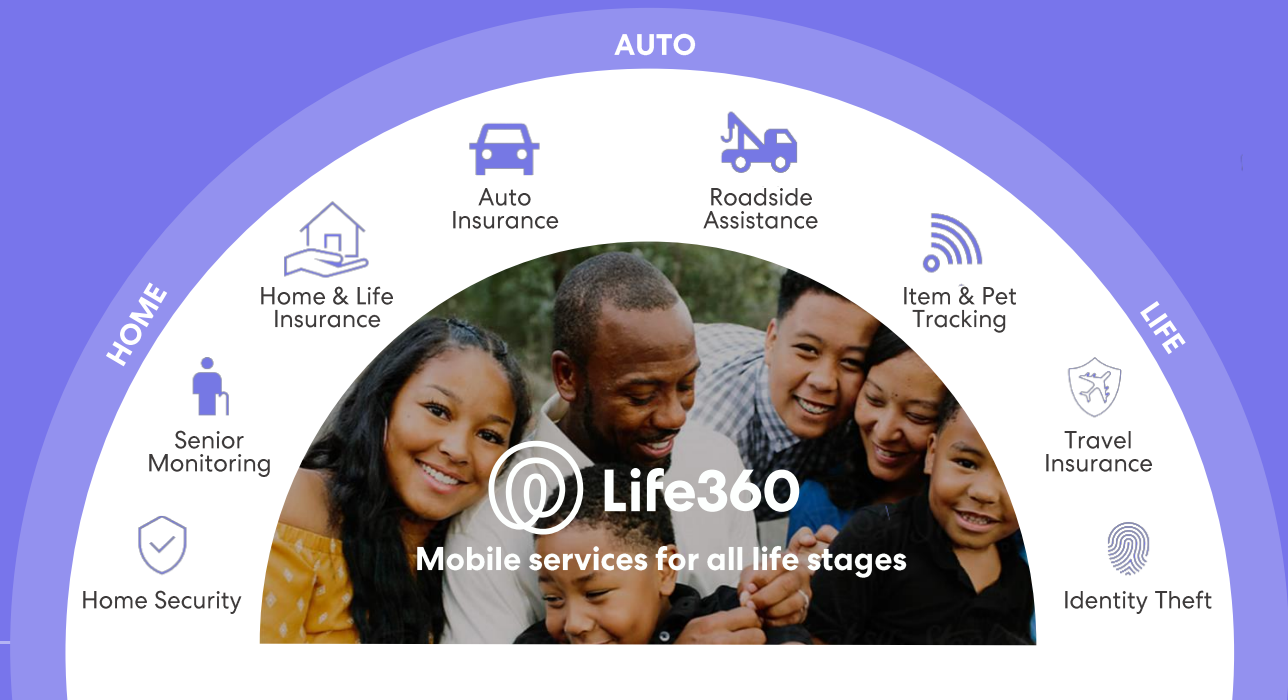 AUTO
HOME
LIFE
Auto
Insurance
Roadside
Assistance
Home & Life
Insurance
Item & Pet
Tracking
Senior
Monitoring
Travel
Insurance
Home Security
Identity Theft
Life360
Mobile services for all life stages